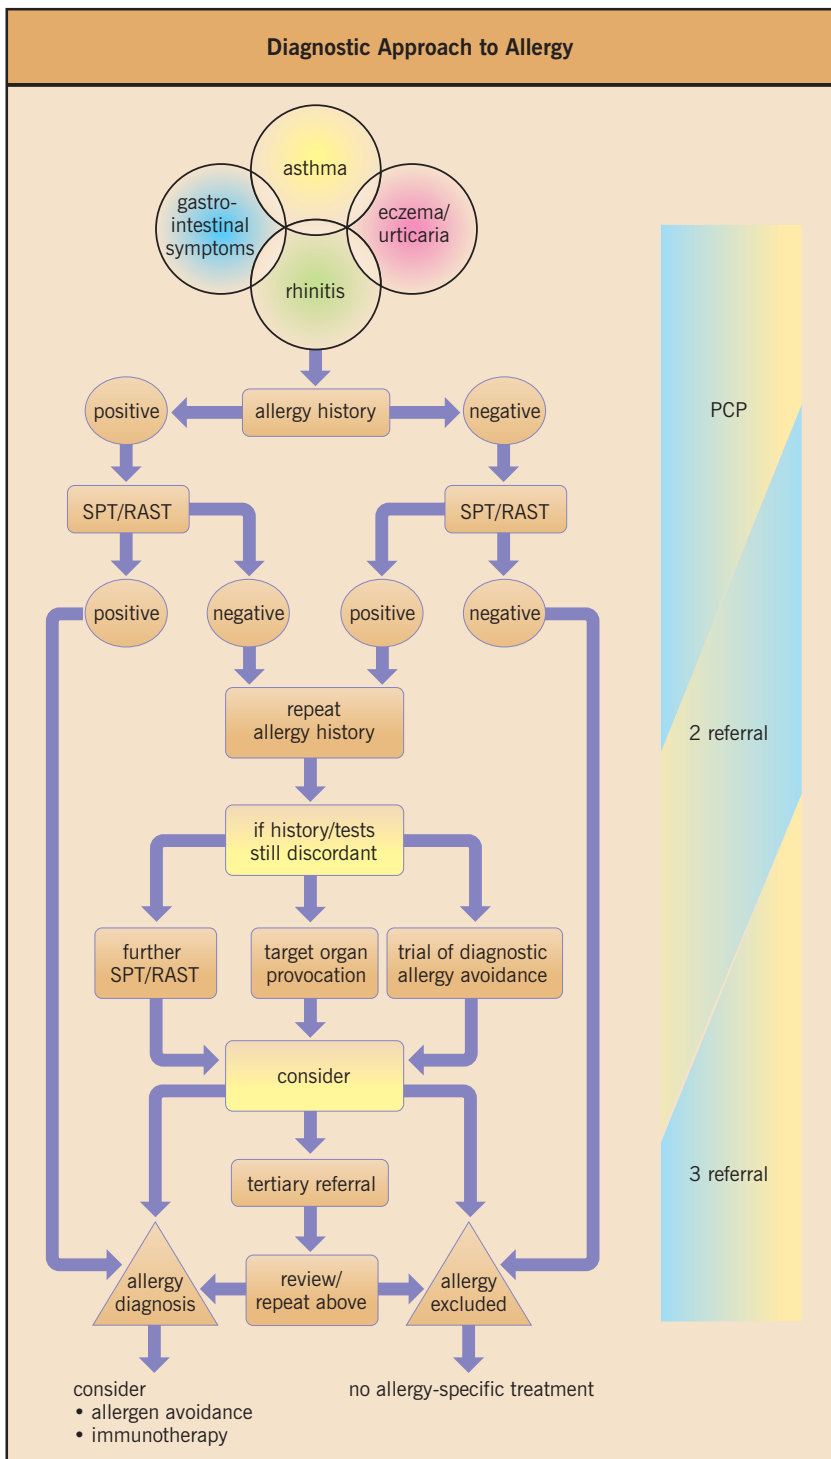 Diagnostic Approach to Allergy
asthma
gastro-
intestinal
symptoms
eczema/
urticaria
rhinitis
positive
allergy history
negative
PCP
SPT/RAST
SPT/RAST
positive
negative
positive
negative
repeat
allergy history
2 referral
if history/tests
still discordant
further
SPT/RAST
target organ
provocation
trial of diagnostic
allergy avoidance
consider
tertiary referral
3 referral
allergy
diagnosis
review/
repeat above
allergy
excluded
consider
• allergen avoidance
• immunotherapy
no allergy-specific treatment